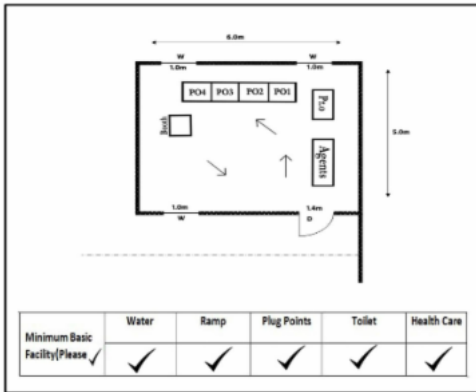 6.0m
W W
1.0m 1.0m
PO4 PO3 PO2 PO1
PLO
Booth
5.0m
Agents
1.0m 1.4m
W D
Water Ramp Plug Points Toilet Health Care
Minimum Basic
Facility(Please ✓ ✓ ✓ ✓ ✓ ✓